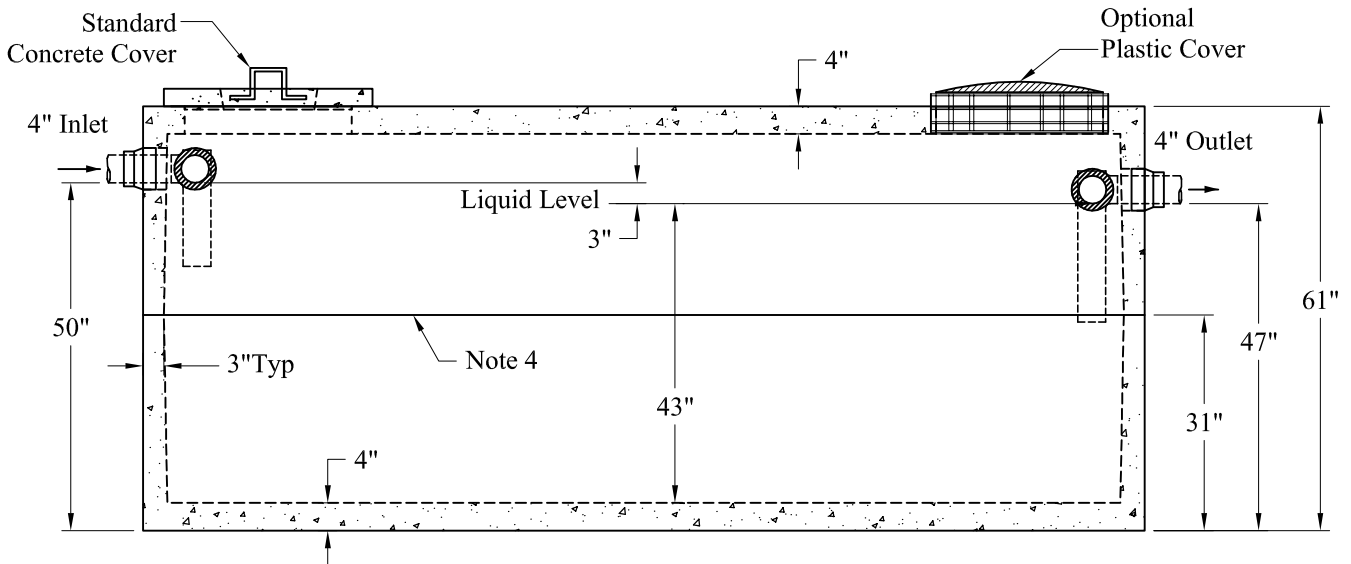 Standard
Concrete Cover
Optional
Plastic Cover
4"
4" Inlet
4" Outlet
Liquid Level
3"
50"
61"
47"
3"Typ
Note 4
43"
31"
4"